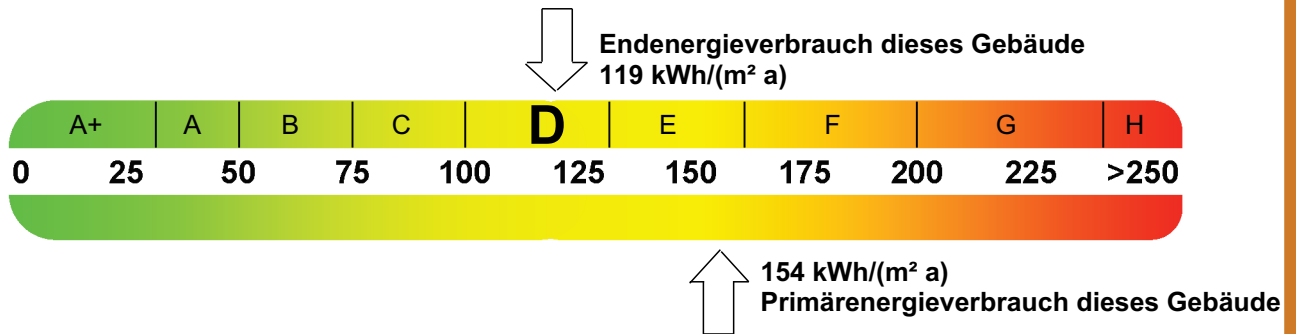 Endenergieverbrauch dieses Gebäude
119 kWh/(m² a)
A+ A B C D E F G H
0 25 50 75 100 125 150 175 200 225 >250
154 kWh/(m² a)
Primärenergieverbrauch dieses Gebäude